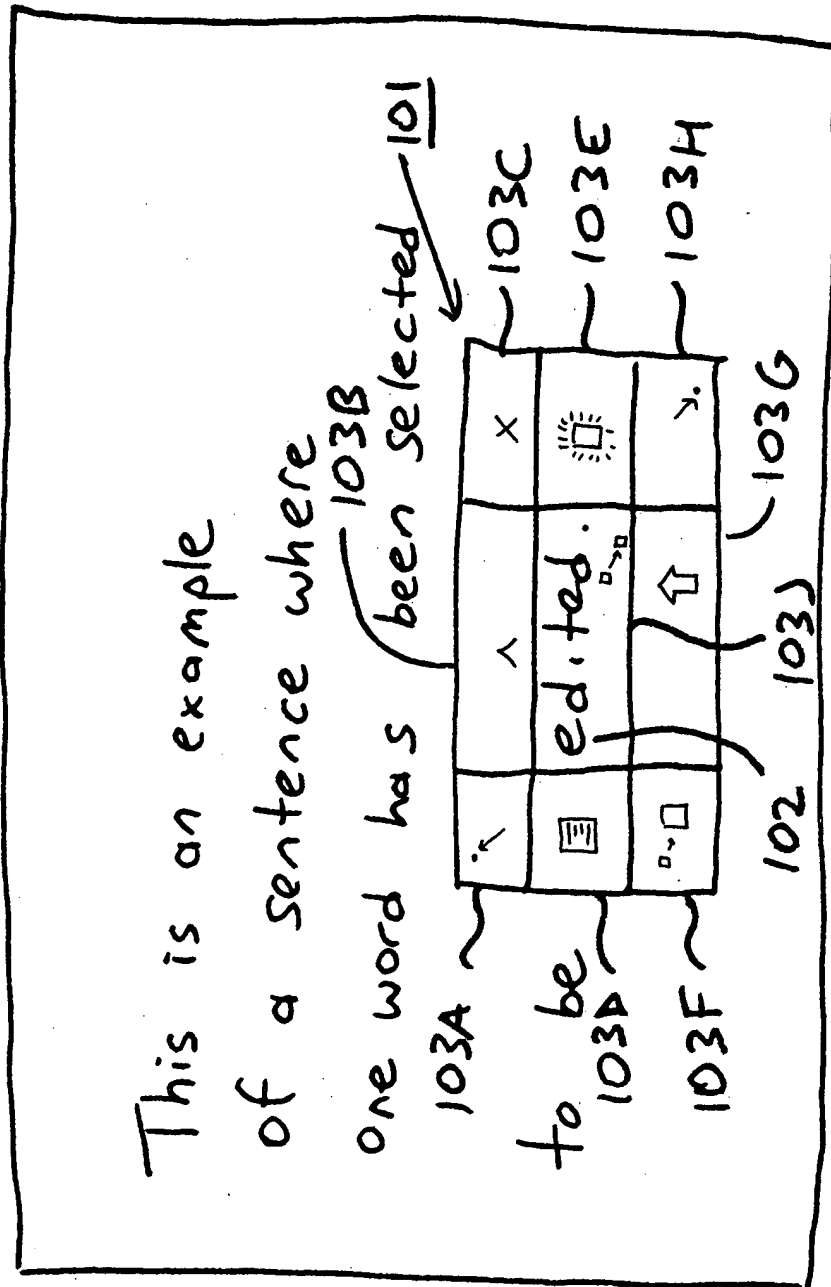 This is an example
of a sentence where
103B
one word has been selected 101
103A
103C
to be edited.
103D
103E
103F
103H
102
103J
103G